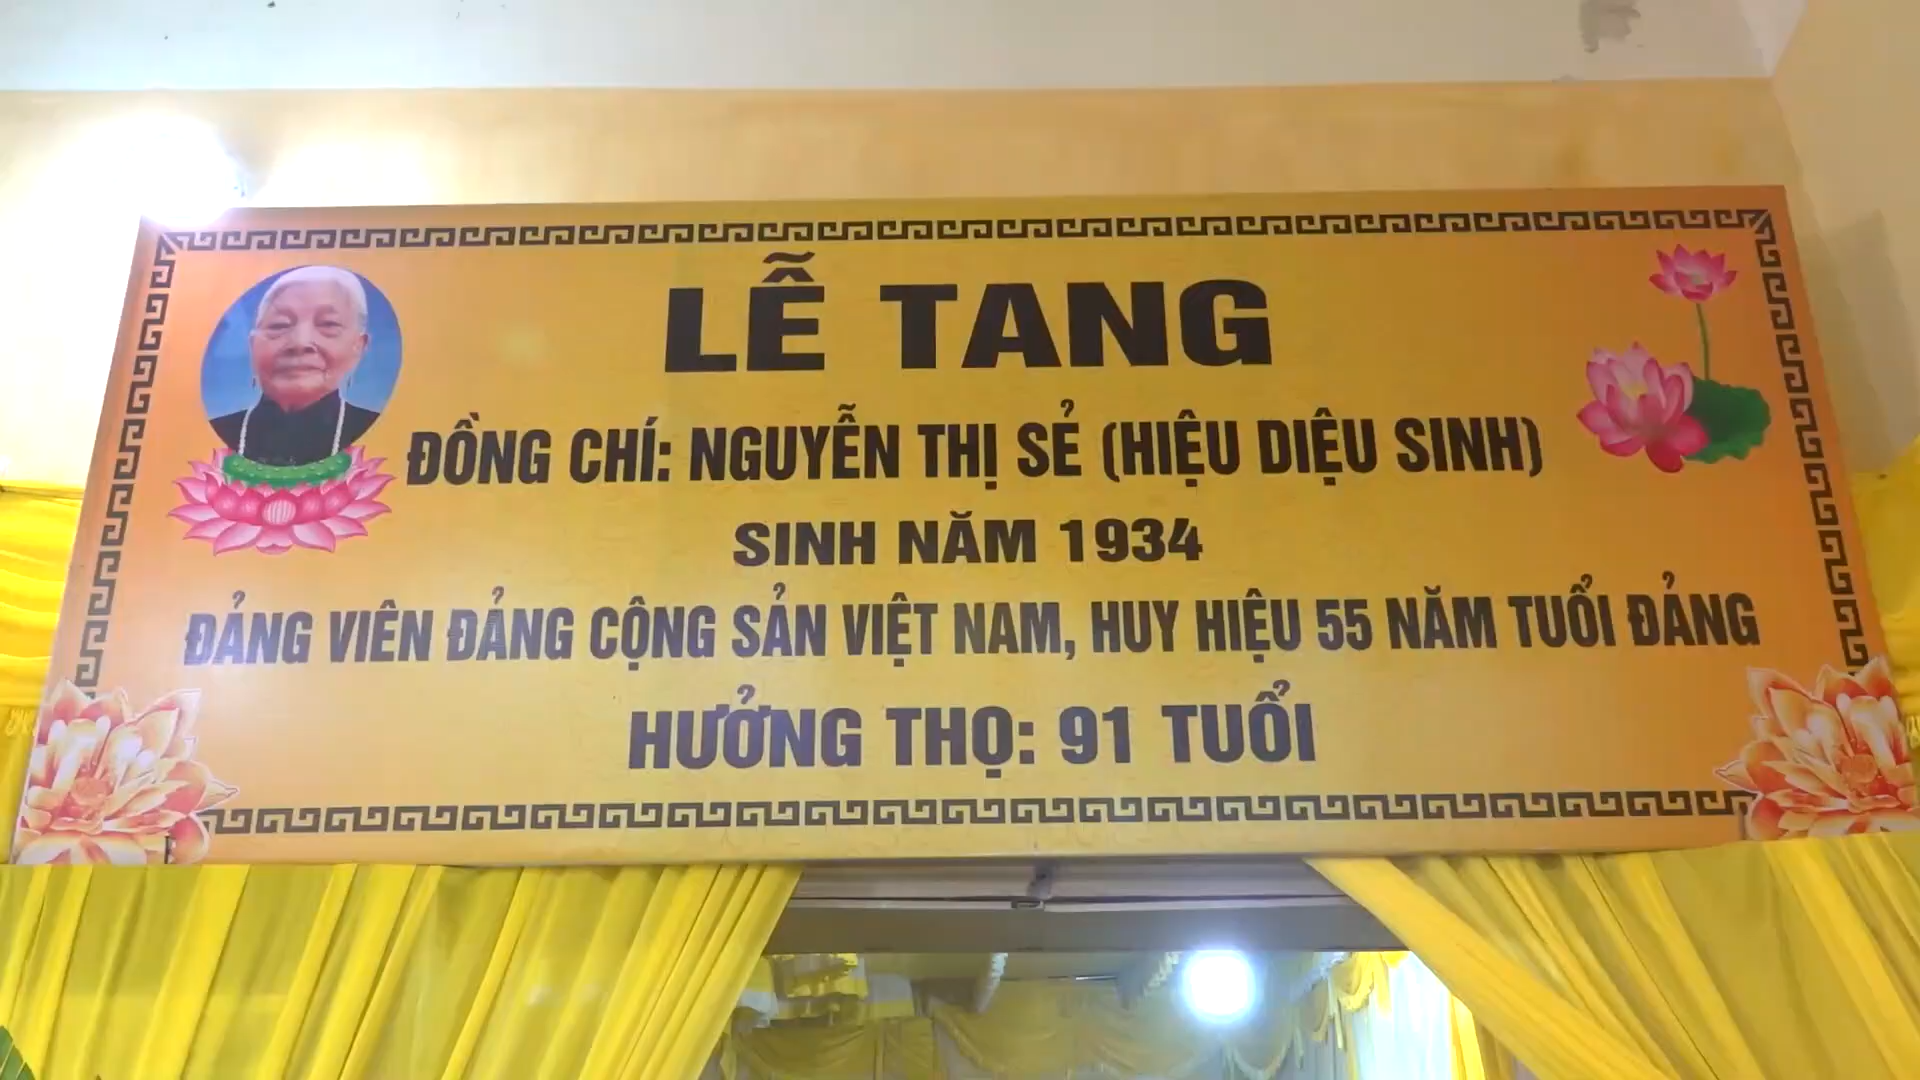 LỄ TANG
ĐỒNG CHÍ: NGUYỄN THỊ SẺ (HIỆU DIỆU SINH)
SINH NĂM 1934
ĐẢNG VIÊN ĐẢNG CỘNG SẢN VIỆT NAM, HUY HIỆU 55 NĂM TUỔI ĐẢNG
HƯỞNG THỌ: 91 TUỔI